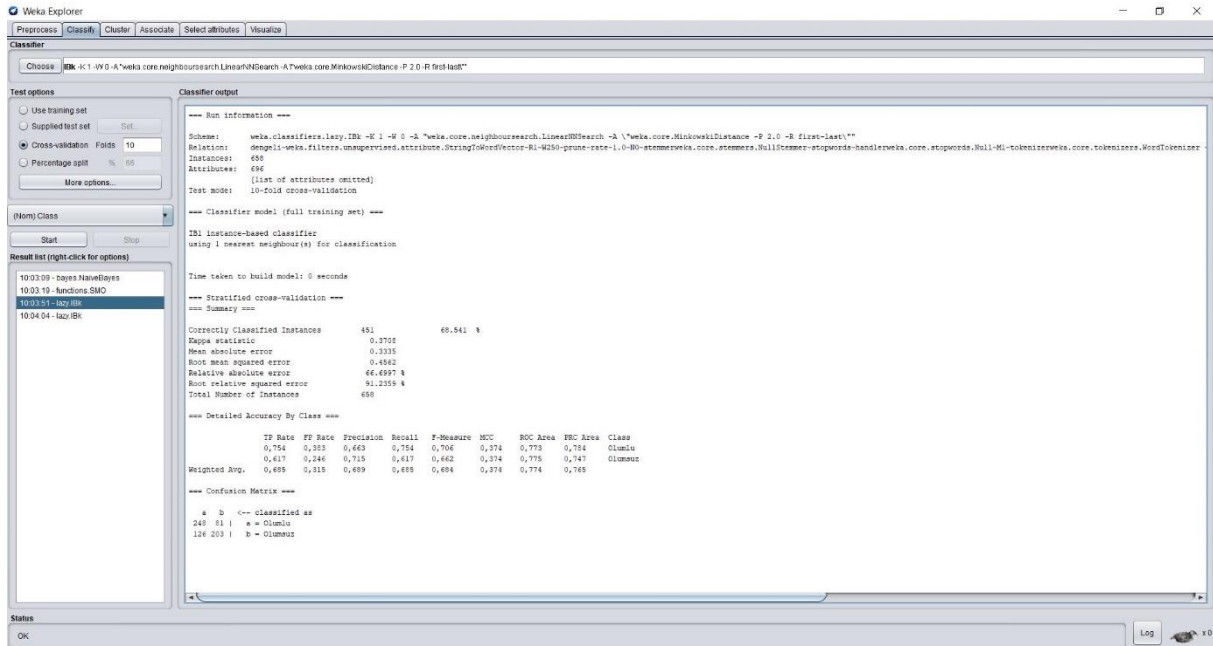 Weka Explorer
Preprocess Classify Cluster Associate Select attributes Visualize
Classifier
Choose IBk -K 1 -W 0 -A "weka.core.neighboursearch.LinearNNSearch -A \"weka.core.MinkowskiDistance -P 2.0 -R first-last\""
Test options
Use training set
Supplied test set Set...
Cross-validation Folds 10
Percentage split % 66
More options...
(Nom) Class
Start Stop
Result list (right-click for options)
10:03:09 - bayes.NaiveBayes
10:03:19 - functions.SMO
10:03:51 - lazy.IBk
10:04:04 - lazy.IBk
Classifier output
=== Run information ===
Scheme: weka.classifiers.lazy.IBk -K 1 -W 0 -A "weka.core.neighboursearch.LinearNNSearch -A \"weka.core.MinkowskiDistance -P 2.0 -R first-last\""
Relation: dengeli-weka.filters.unsupervised.attribute.StringToWordVector-R1-W250-prune-rate-1.0-N0-stemmerweka.core.stemmers.NullStemmer-stopwords-handlerweka.core.stopwords.Null-M1-tokenizerweka.core.tokenizers.WordTokenizer -
Instances: 658
Attributes: 696
[list of attributes omitted]
Test mode: 10-fold cross-validation
=== Classifier model (full training set) ===
IB1 instance-based classifier
using 1 nearest neighbour(s) for classification
Time taken to build model: 0 seconds
=== Stratified cross-validation ===
=== Summary ===
Correctly Classified Instances 451 68.541 %
Kappa statistic 0.3708
Mean absolute error 0.3335
Root mean squared error 0.4562
Relative absolute error 66.6997 %
Root relative squared error 91.2359 %
Total Number of Instances 658
=== Detailed Accuracy By Class ===
TP Rate FP Rate Precision Recall F-Measure MCC ROC Area PRC Area Class
0,754 0,383 0,663 0,754 0,706 0,374 0,773 0,784 Olumlu
0,617 0,246 0,715 0,617 0,662 0,374 0,775 0,747 Olumsuz
Weighted Avg. 0,685 0,315 0,689 0,685 0,684 0,374 0,774 0,765
=== Confusion Matrix ===
a b <-- classified as
248 81 | a = Olumlu
126 203 | b = Olumsuz
Status
OK
Log x 0